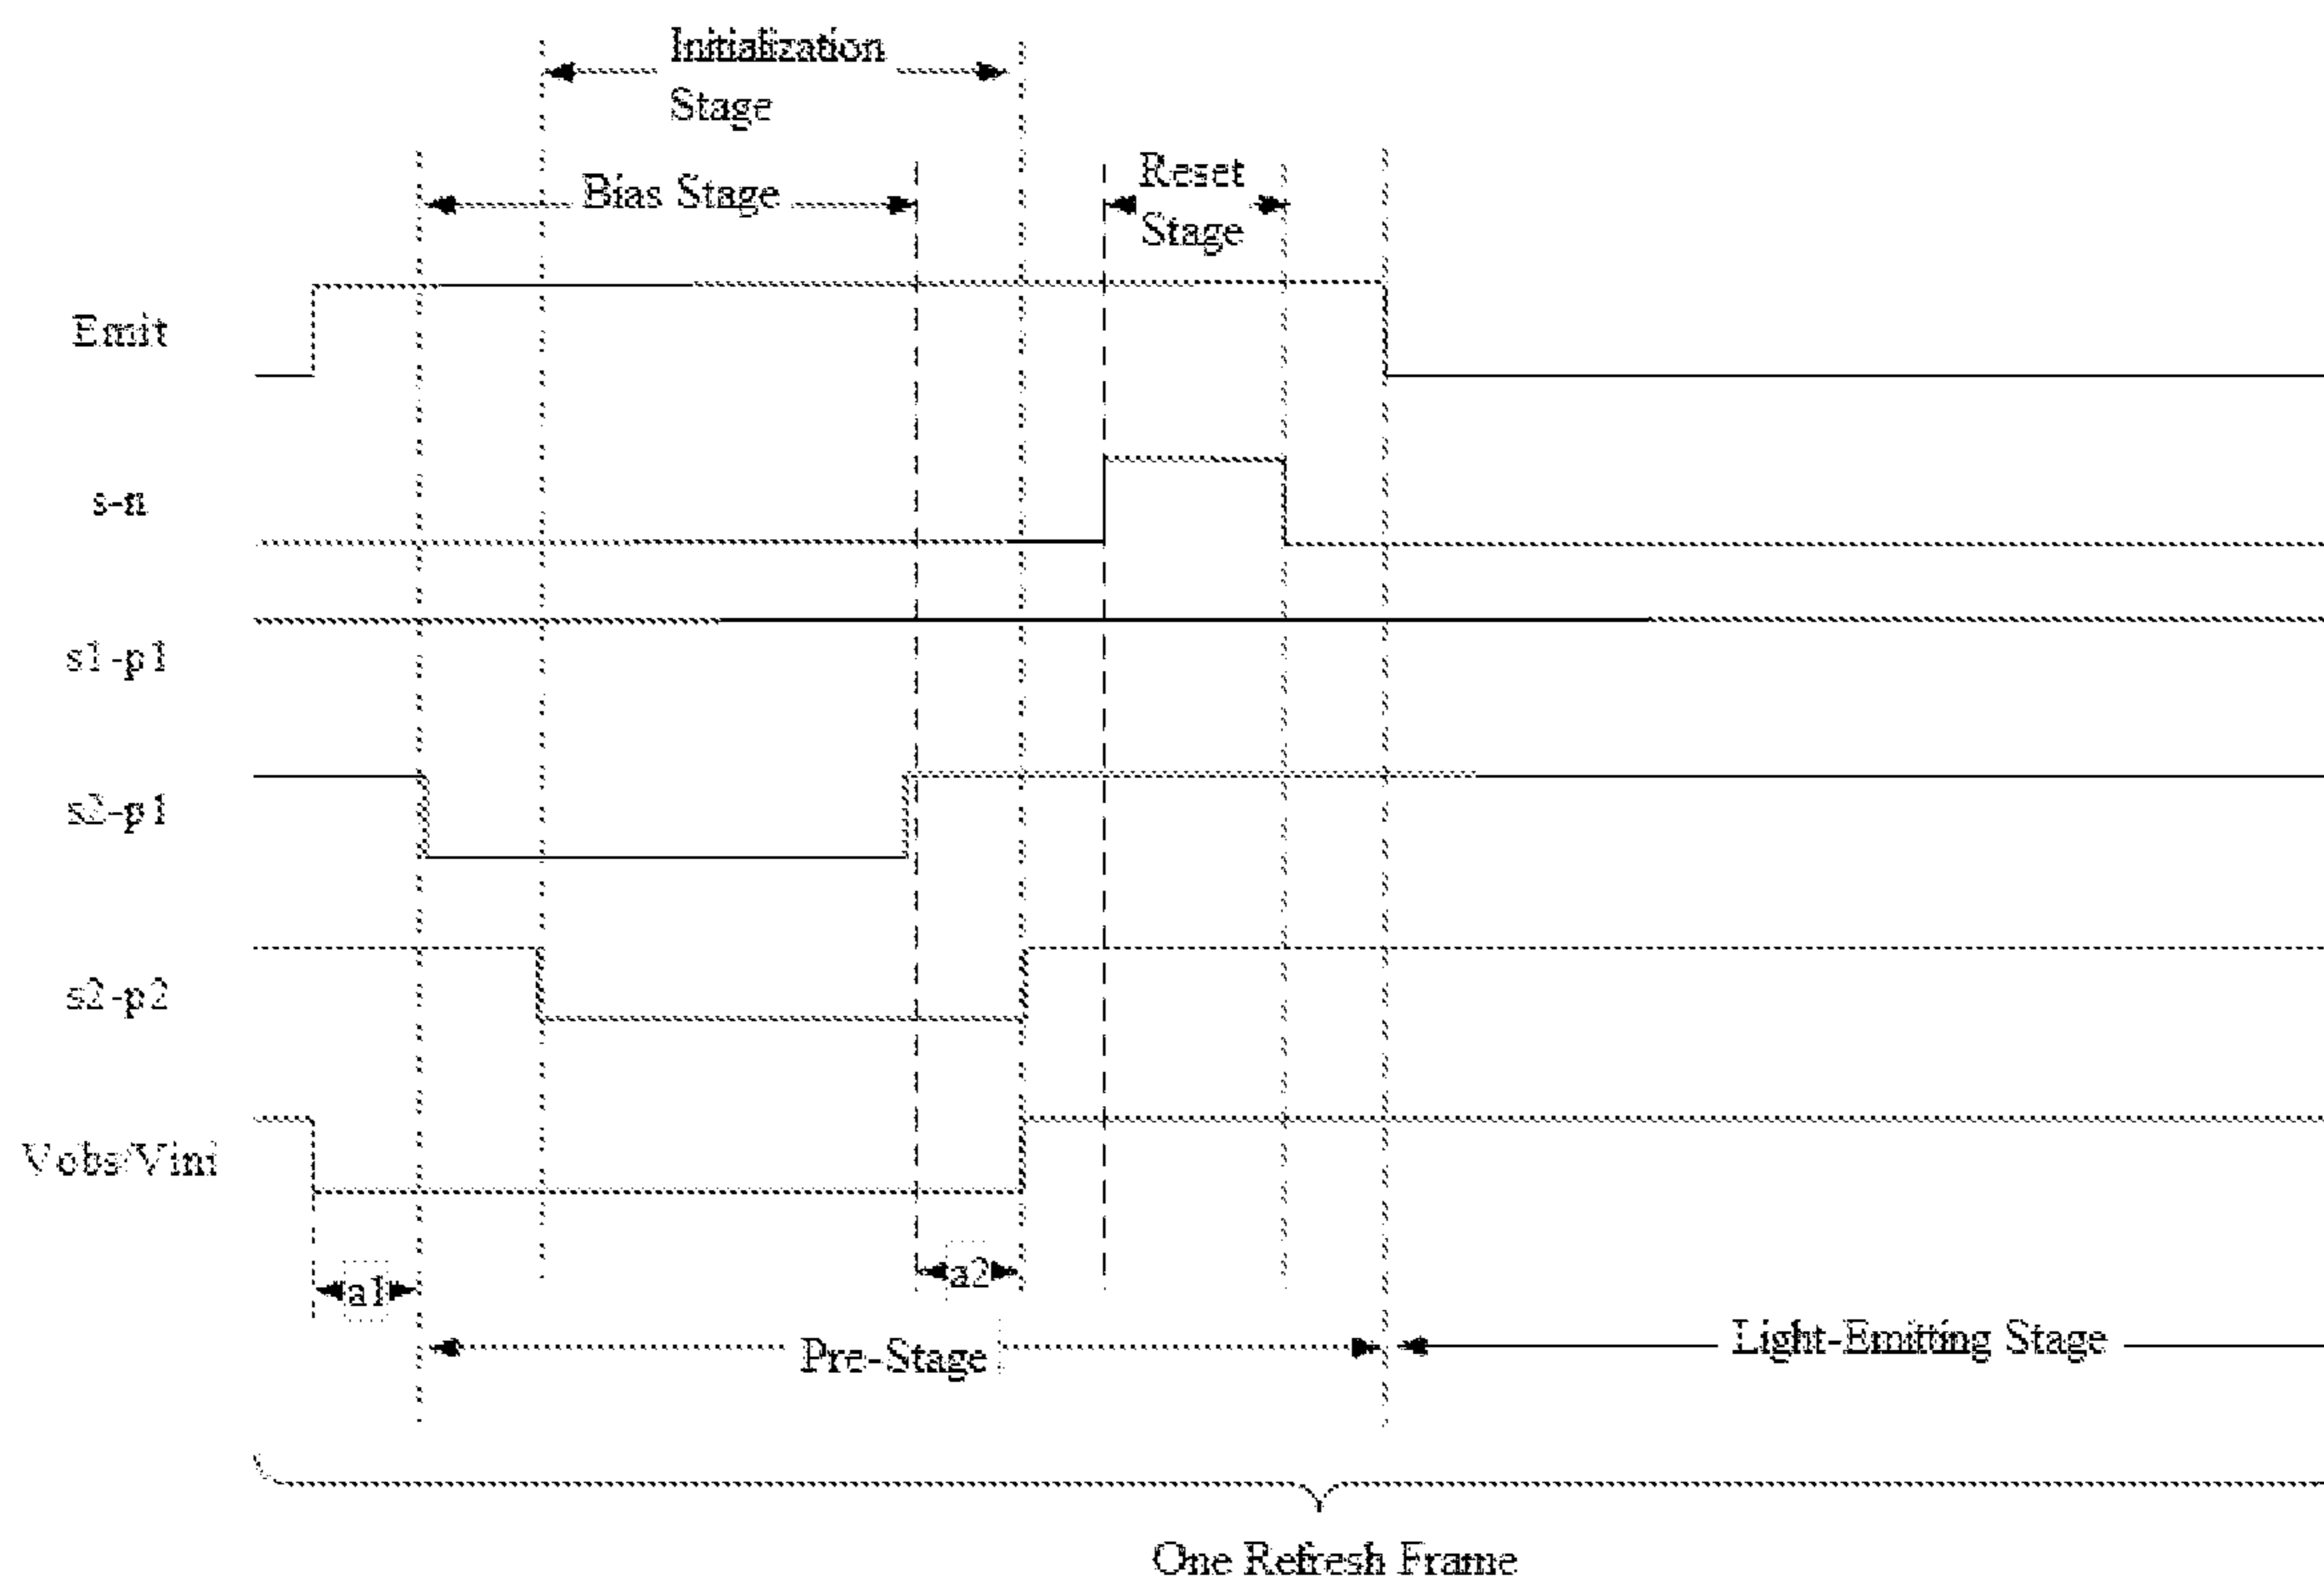 Initialization
Stage
Bias Stage
Reset
Stage
Emit
s-n
s1-p1
s2-p1
s2-p2
Vobs/Vini
a1
a2
Pre-Stage
Light-Emitting Stage
One Refresh Frame